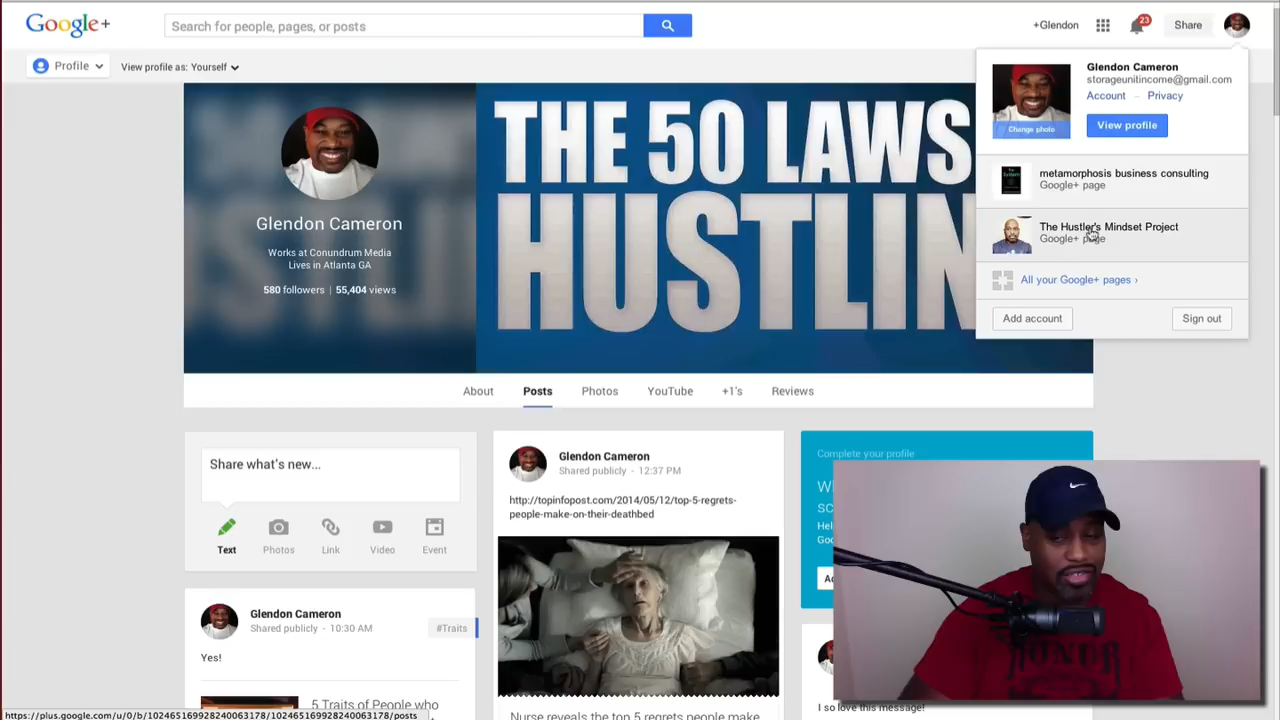 Google+
Search for people, pages, or posts
+Glendon
23
Share
Profile
View profile as: Yourself
Glendon Cameron
storageunitincome@gmail.com
Account – Privacy
Change photo
View profile
metamorphosis business consulting
Google+ page
The Hustler's Mindset Project
Google+ page
All your Google+ pages ›
Add account
Sign out
THE 50 LAWS
HUSTLIN
Glendon Cameron
Works at Conundrum Media
Lives in Atlanta GA
580 followers | 55,404 views
About
Posts
Photos
YouTube
+1's
Reviews
Share what's new...
Text
Photos
Link
Video
Event
Glendon Cameron
Shared publicly - 10:30 AM
#Traits
Yes!
5 Traits of People who
Glendon Cameron
Shared publicly - 12:37 PM
http://topinfopost.com/2014/05/12/top-5-regrets-
people-make-on-their-deathbed
Nurse reveals the top 5 regrets people make
Complete your profile
I so love this message!
HONOR
https://plus.google.com/u/0/b/102465169928240063178/102465169928240063178/posts